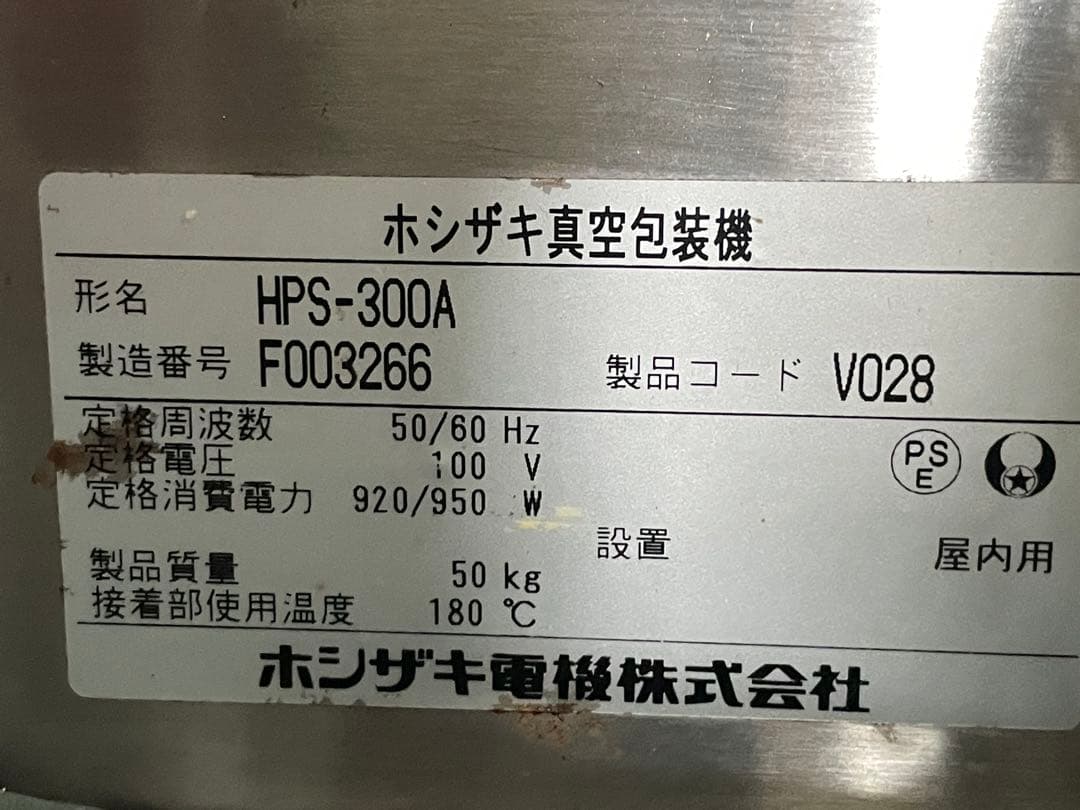 ホシザキ真空包装機
形名 HPS-300A
製造番号 F003266 製品コード V028
定格周波数 50/60 Hz
定格電圧 100 V
定格消費電力 920/950 W
PSE
設置 屋内用
製品質量 50 kg
接着部使用温度 180 ℃
ホシザキ電機株式会社